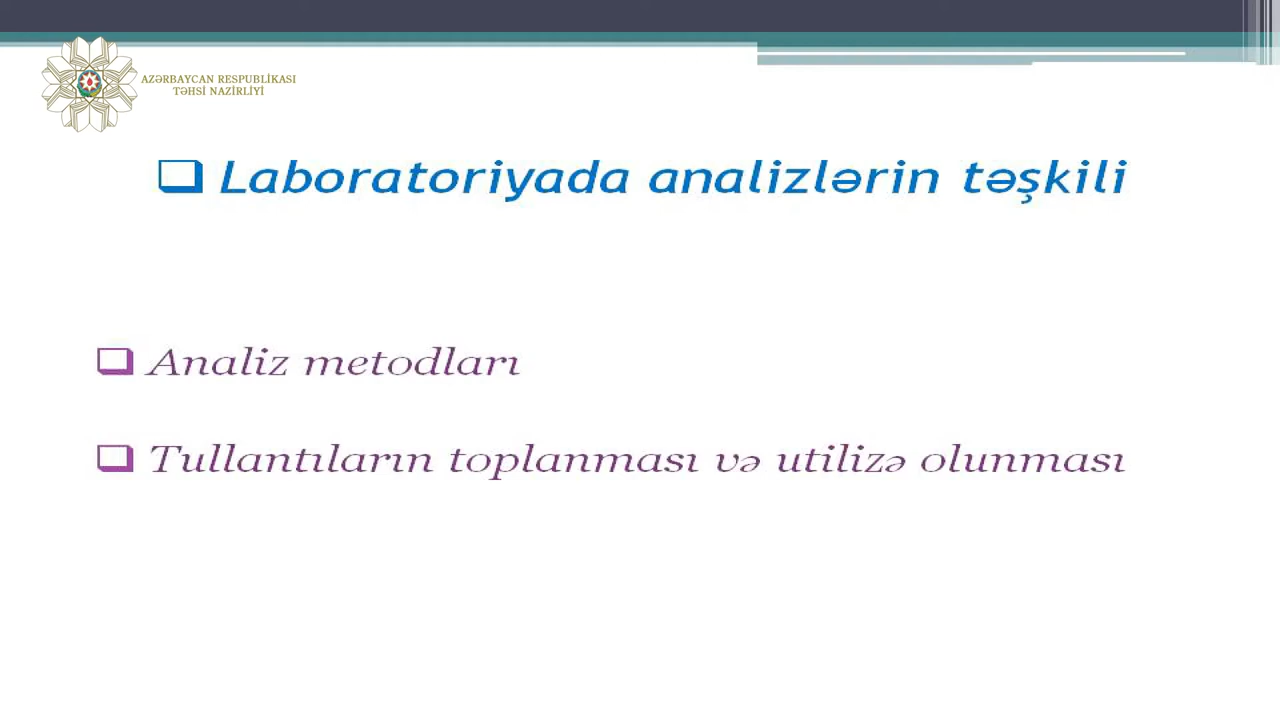 AZƏRBAYCAN RESPUBLİKASI
TƏHSİ NAZİRLİYİ
Laboratoriyada analizlərin təşkili
Analiz metodları
Tullantıların toplanması və utilizə olunması